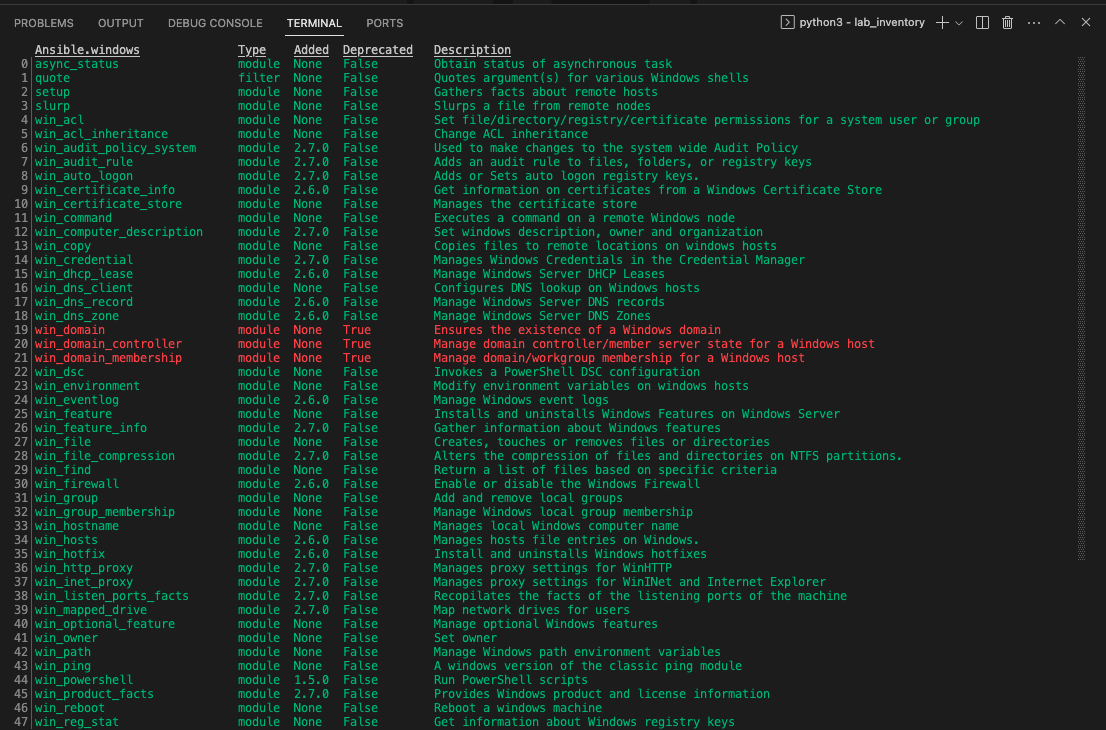 PROBLEMS OUTPUT DEBUG CONSOLE TERMINAL PORTS python3 - lab_inventory
Ansible.windows Type Added Deprecated Description
0 async_status module None False Obtain status of asynchronous task
1 quote filter None False Quotes argument(s) for various Windows shells
2 setup module None False Gathers facts about remote hosts
3 slurp module None False Slurps a file from remote nodes
4 win_acl module None False Set file/directory/registry/certificate permissions for a system user or group
5 win_acl_inheritance module None False Change ACL inheritance
6 win_audit_policy_system module 2.7.0 False Used to make changes to the system wide Audit Policy
7 win_audit_rule module 2.7.0 False Adds an audit rule to files, folders, or registry keys
8 win_auto_logon module 2.7.0 False Adds or Sets auto logon registry keys.
9 win_certificate_info module 2.6.0 False Get information on certificates from a Windows Certificate Store
10 win_certificate_store module None False Manages the certificate store
11 win_command module None False Executes a command on a remote Windows node
12 win_computer_description module 2.7.0 False Set windows description, owner and organization
13 win_copy module None False Copies files to remote locations on windows hosts
14 win_credential module 2.7.0 False Manages Windows Credentials in the Credential Manager
15 win_dhcp_lease module 2.6.0 False Manage Windows Server DHCP Leases
16 win_dns_client module None False Configures DNS lookup on Windows hosts
17 win_dns_record module 2.6.0 False Manage Windows Server DNS records
18 win_dns_zone module 2.6.0 False Manage Windows Server DNS Zones
19 win_domain module None True Ensures the existence of a Windows domain
20 win_domain_controller module None True Manage domain controller/member server state for a Windows host
21 win_domain_membership module None True Manage domain/workgroup membership for a Windows host
22 win_dsc module None False Invokes a PowerShell DSC configuration
23 win_environment module None False Modify environment variables on windows hosts
24 win_eventlog module 2.6.0 False Manage Windows event logs
25 win_feature module None False Installs and uninstalls Windows Features on Windows Server
26 win_feature_info module 2.7.0 False Gather information about Windows features
27 win_file module None False Creates, touches or removes files or directories
28 win_file_compression module 2.7.0 False Alters the compression of files and directories on NTFS partitions.
29 win_find module None False Return a list of files based on specific criteria
30 win_firewall module 2.6.0 False Enable or disable the Windows Firewall
31 win_group module None False Add and remove local groups
32 win_group_membership module None False Manage Windows local group membership
33 win_hostname module None False Manages local Windows computer name
34 win_hosts module 2.6.0 False Manages hosts file entries on Windows.
35 win_hotfix module 2.6.0 False Install and uninstalls Windows hotfixes
36 win_http_proxy module 2.7.0 False Manages proxy settings for WinHTTP
37 win_inet_proxy module 2.7.0 False Manages proxy settings for WinINet and Internet Explorer
38 win_listen_ports_facts module 2.7.0 False Recopilates the facts of the listening ports of the machine
39 win_mapped_drive module 2.7.0 False Map network drives for users
40 win_optional_feature module None False Manage optional Windows features
41 win_owner module None False Set owner
42 win_path module None False Manage Windows path environment variables
43 win_ping module None False A windows version of the classic ping module
44 win_powershell module 1.5.0 False Run PowerShell scripts
45 win_product_facts module 2.7.0 False Provides Windows product and license information
46 win_reboot module None False Reboot a windows machine
47 win_reg_stat module None False Get information about Windows registry keys